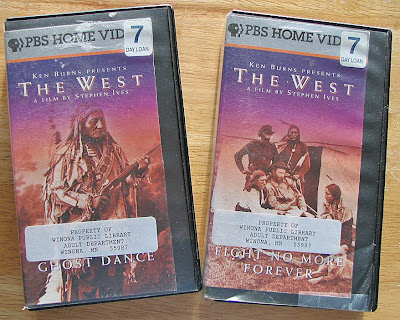 PBS HOME VID
7
DAY LOAN
KEN BURNS PRESENTS
THE WEST
A FILM BY STEPHEN IVES
PROPERTY OF
WINONA PUBLIC LIBRARY
ADULT DEPARTMENT
WINONA, MN 55987
GHOST DANCE
PBS HOME VID
7
DAY LOAN
KEN BURNS PRESENTS
THE WEST
A FILM BY STEPHEN IVES
PROPERTY OF
WINONA PUBLIC LIBRARY
ADULT DEPARTMENT
WINONA, MN 55987
FIGHT NO MORE
FOREVER